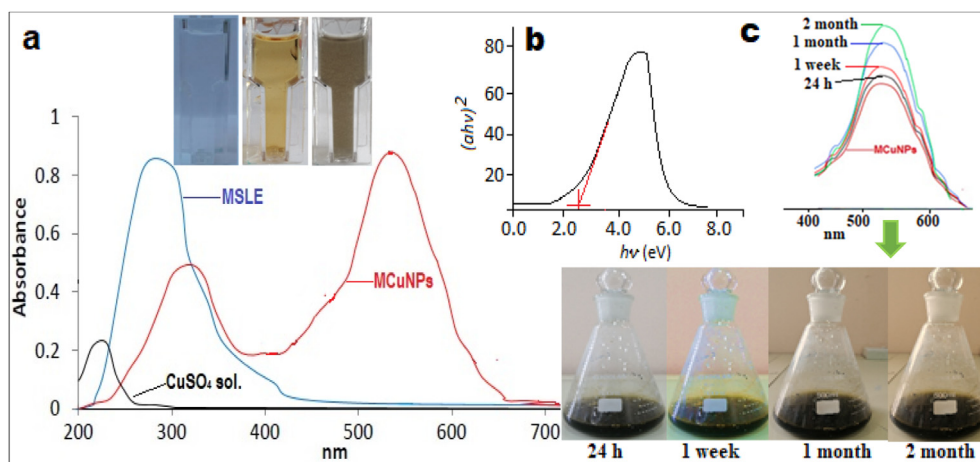 a
1
0.8
0.6
0.4
0.2
0
Absorbance
MSLE
MCuNPs
CuSO₄ sol.
200
300
400
500
600
700
nm
b
80
60
40
20
(ahν)²
0.0
2.0
4.0
6.0
8.0
hν (eV)
c
2 month
1 month
1 week
24 h
MCuNPs
400
500
600
nm
24 h
1 week
1 month
2 month